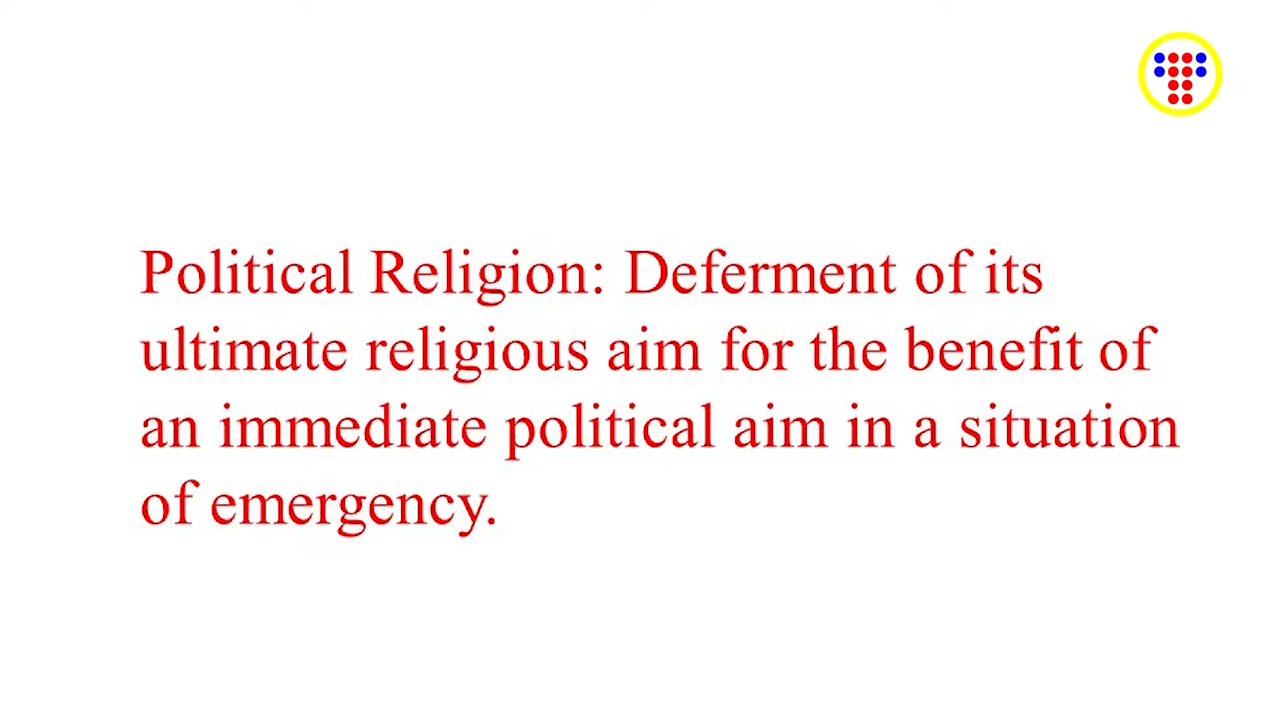 Political Religion: Deferment of its
ultimate religious aim for the benefit of
an immediate political aim in a situation
of emergency.